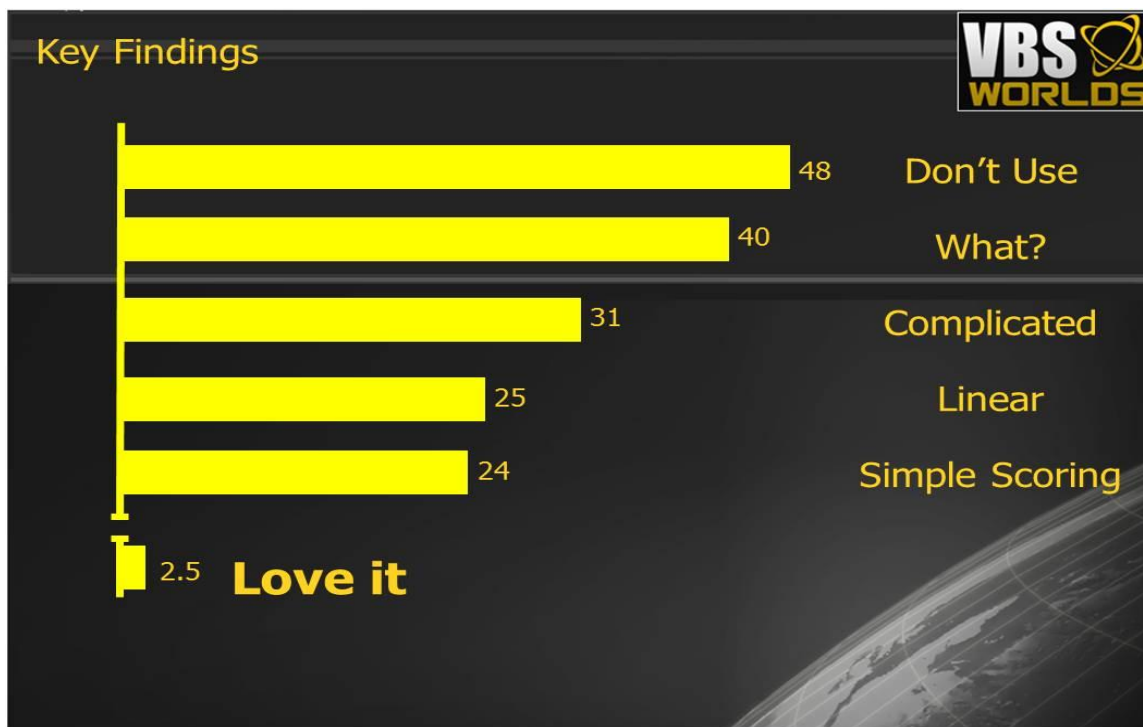 Key Findings
VBS
WORLDS
48 Don't Use
40 What?
31 Complicated
25 Linear
24 Simple Scoring
2.5 Love it